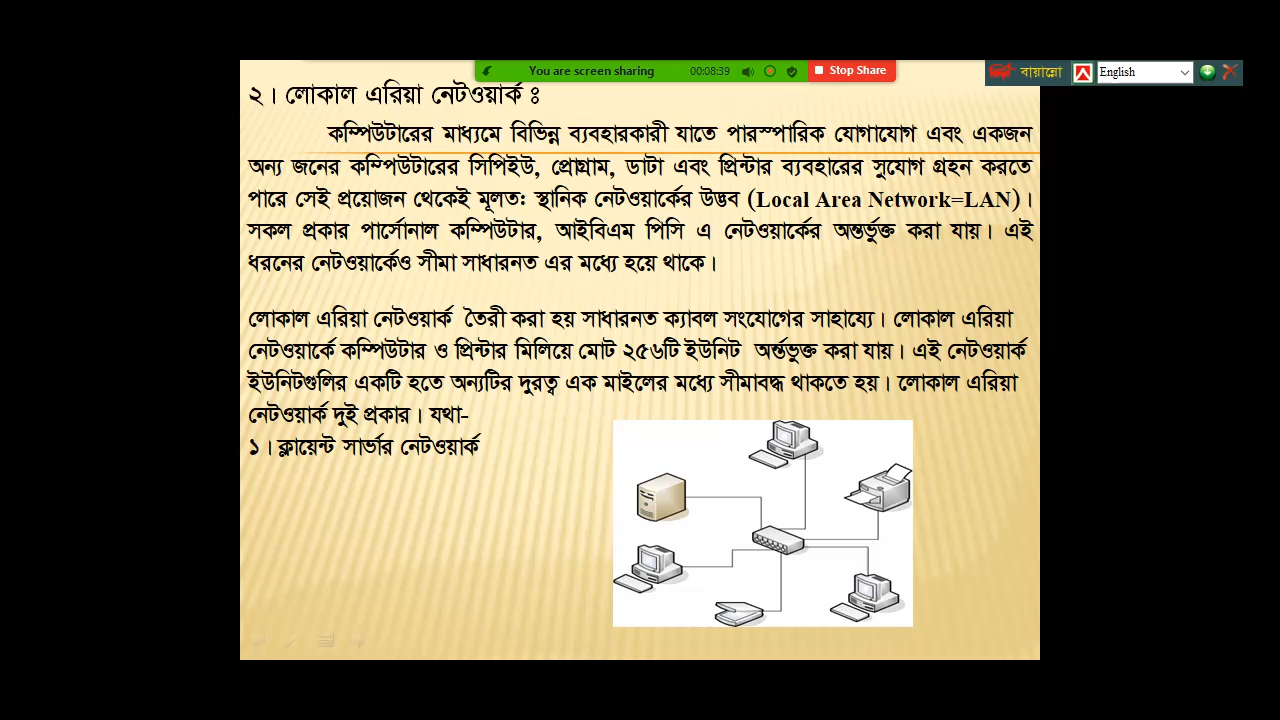 You are screen sharing 00:08:39 Stop Share
বায়ান্নো English
২। লোকাল এরিয়া নেটওয়ার্ক ঃ
কম্পিউটারের মাধ্যমে বিভিন্ন ব্যবহারকারী যাতে পারস্পারিক যোগাযোগ এবং একজন
অন্য জনের কম্পিউটারের সিপিইউ, প্রোগ্রাম, ডাটা এবং প্রিন্টার ব্যবহারের সুযোগ গ্রহন করতে
পারে সেই প্রয়োজন থেকেই মূলত: স্থানিক নেটওয়ার্কের উদ্ভব (Local Area Network=LAN)।
সকল প্রকার পার্সোনাল কম্পিউটার, আইবিএম পিসি এ নেটওয়ার্কের অন্তর্ভুক্ত করা যায়। এই
ধরনের নেটওয়ার্কেও সীমা সাধারনত এর মধ্যে হয়ে থাকে।
লোকাল এরিয়া নেটওয়ার্ক তৈরী করা হয় সাধারনত ক্যাবল সংযোগের সাহায্যে। লোকাল এরিয়া
নেটওয়ার্কে কম্পিউটার ও প্রিন্টার মিলিয়ে মোট ২৫৬টি ইউনিট অর্ন্তভুক্ত করা যায়। এই নেটওয়ার্ক
ইউনিটগুলির একটি হতে অন্যটির দুরত্ব এক মাইলের মধ্যে সীমাবদ্ধ থাকতে হয়। লোকাল এরিয়া
নেটওয়ার্ক দুই প্রকার। যথা-
১। ক্লায়েন্ট সার্ভার নেটওয়ার্ক